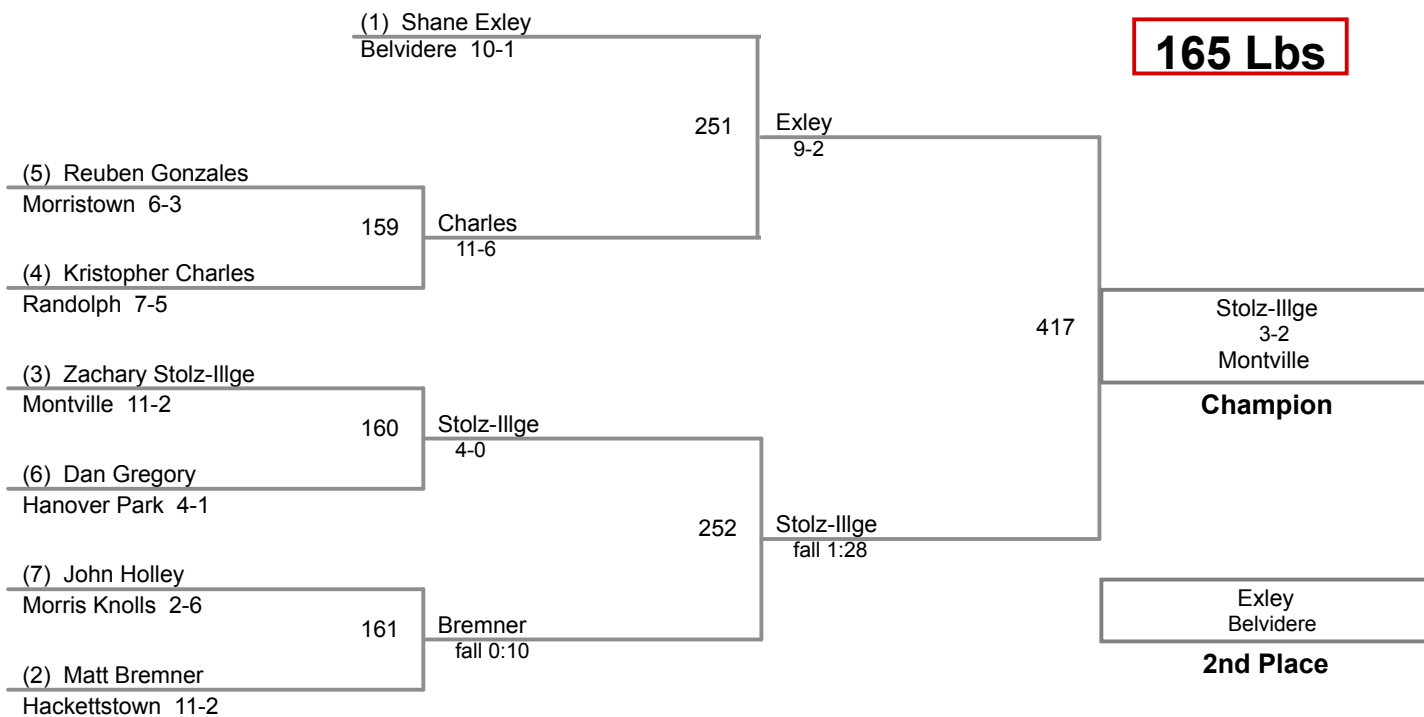 (1) Shane Exley
Belvidere 10-1
165 Lbs
251
Exley
9-2
(5) Reuben Gonzales
Morristown 6-3
159
Charles
11-6
(4) Kristopher Charles
Randolph 7-5
417
Stolz-Illge
3-2
Montville
Champion
(3) Zachary Stolz-Illge
Montville 11-2
160
Stolz-Illge
4-0
(6) Dan Gregory
Hanover Park 4-1
252
Stolz-Illge
fall 1:28
(7) John Holley
Morris Knolls 2-6
161
Bremner
fall 0:10
(2) Matt Bremner
Hackettstown 11-2
Exley
Belvidere
2nd Place